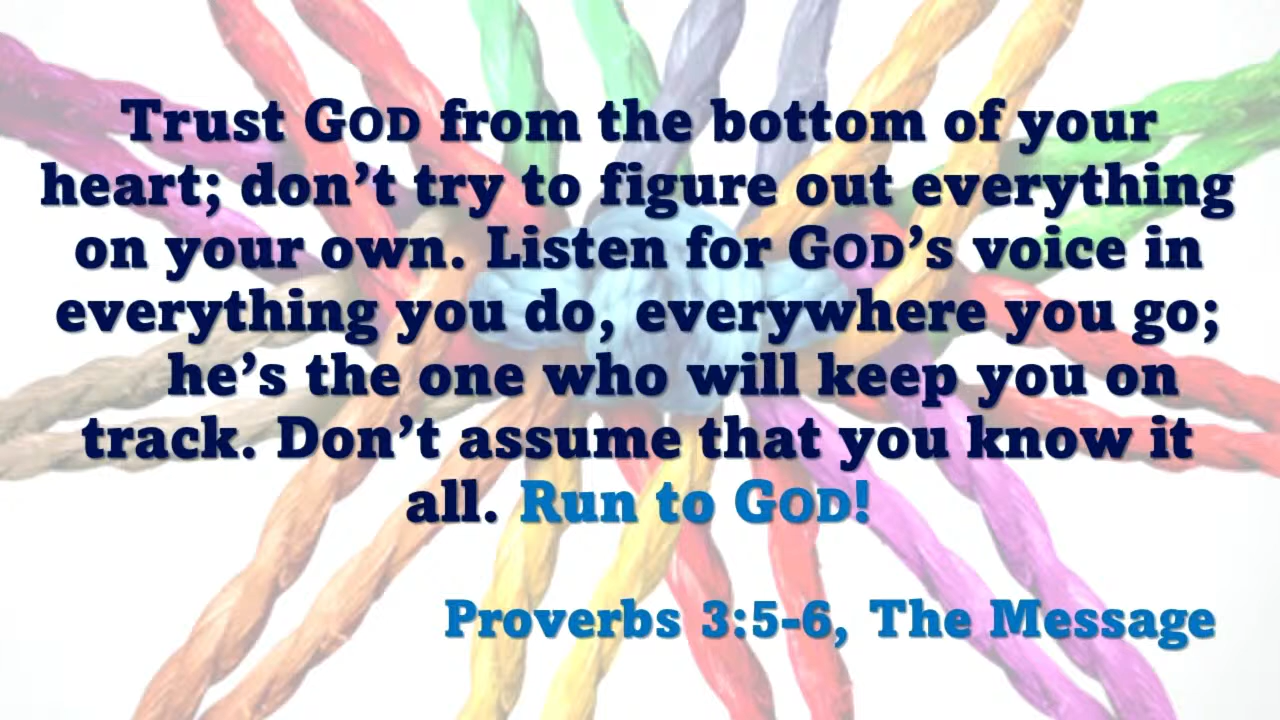 Trust GOD from the bottom of your
heart; don’t try to figure out everything
on your own. Listen for GOD’s voice in
everything you do, everywhere you go;
he’s the one who will keep you on
track. Don’t assume that you know it
all. Run to GOD!
Proverbs 3:5-6, The Message